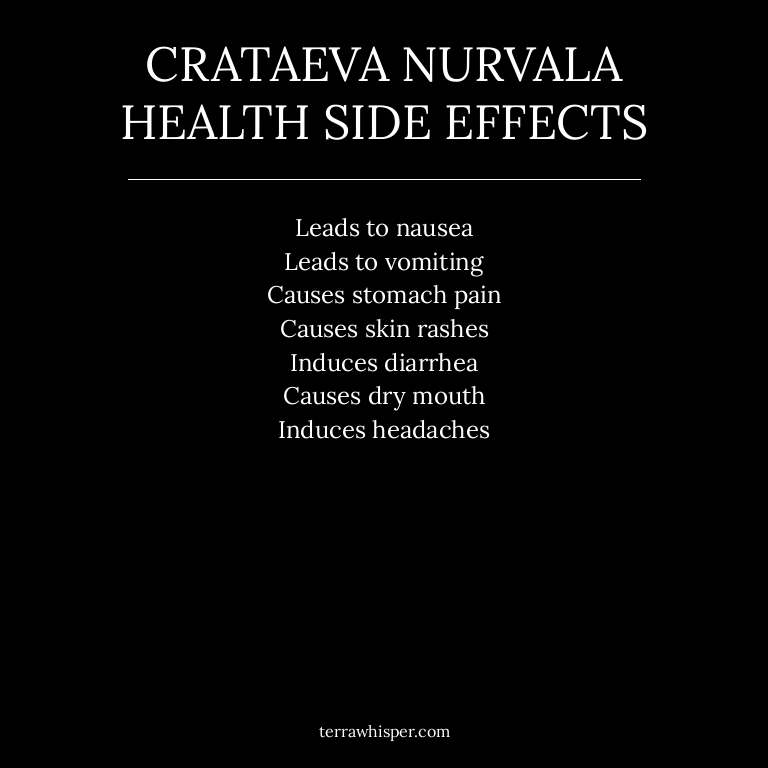 CRATAEVA NURVALA
HEALTH SIDE EFFECTS
Leads to nausea
Leads to vomiting
Causes stomach pain
Causes skin rashes
Induces diarrhea
Causes dry mouth
Induces headaches
terrawhisper.com